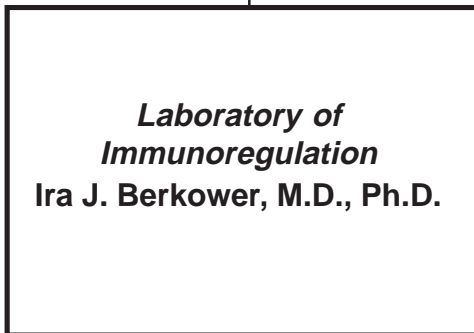 Laboratory of
Immunoregulation
Ira J. Berkower, M.D., Ph.D.